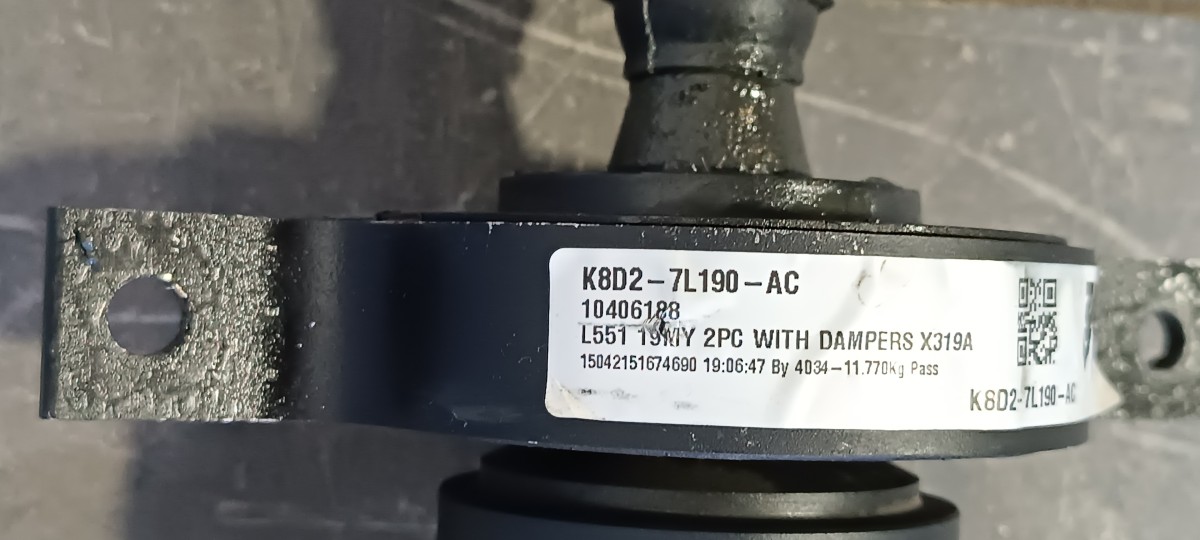 K8D2-7L190-AC
10406188
L551 19MY 2PC WITH DAMPERS X319A
15042151674690 19:06:47 By 4034-11.770kg Pass
K8D2-7L190-AC